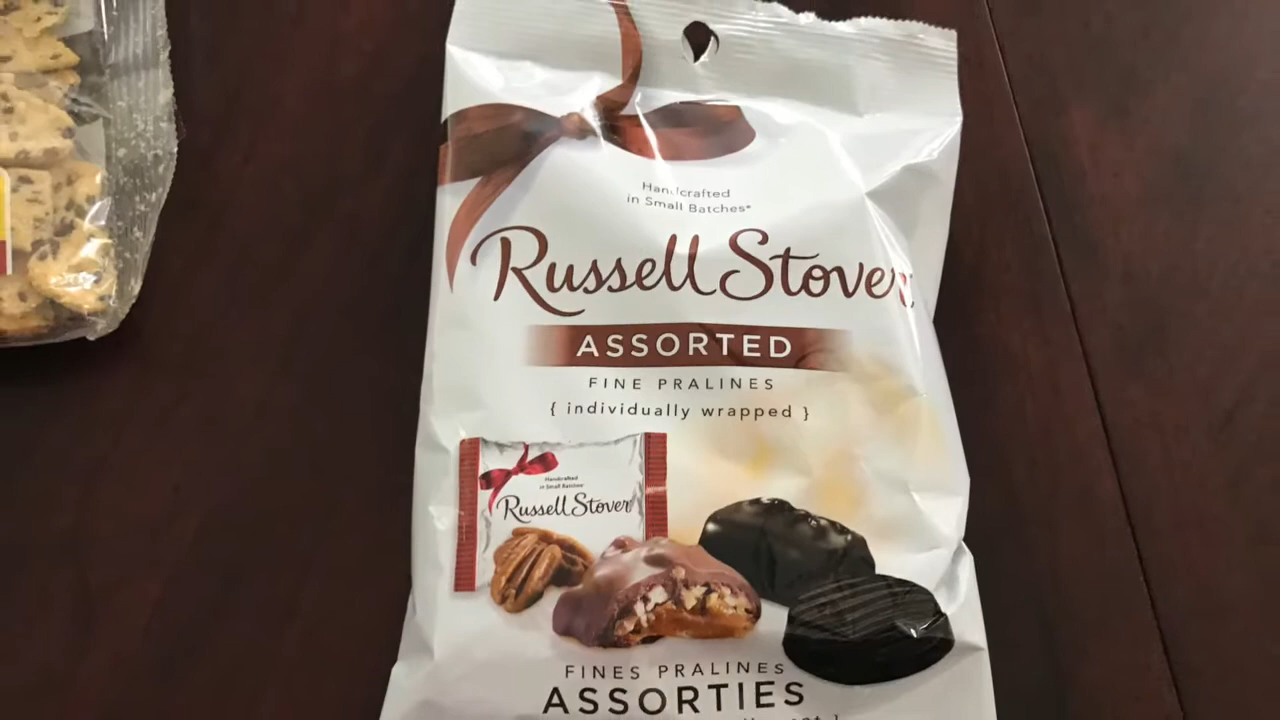 Handcrafted
in Small Batches*
Russell Stover
ASSORTED
FINE PRALINES
{ individually wrapped }
Handcrafted
in Small Batches
Russell Stover
FINES PRALINES
ASSORTIES